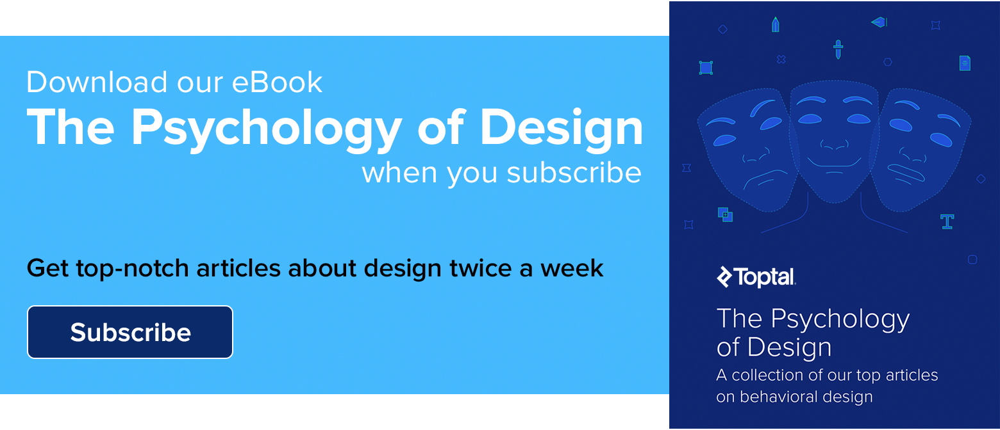 Download our eBook
The Psychology of Design
when you subscribe
Get top-notch articles about design twice a week
Subscribe
Toptal
The Psychology
of Design
A collection of our top articles
on behavioral design